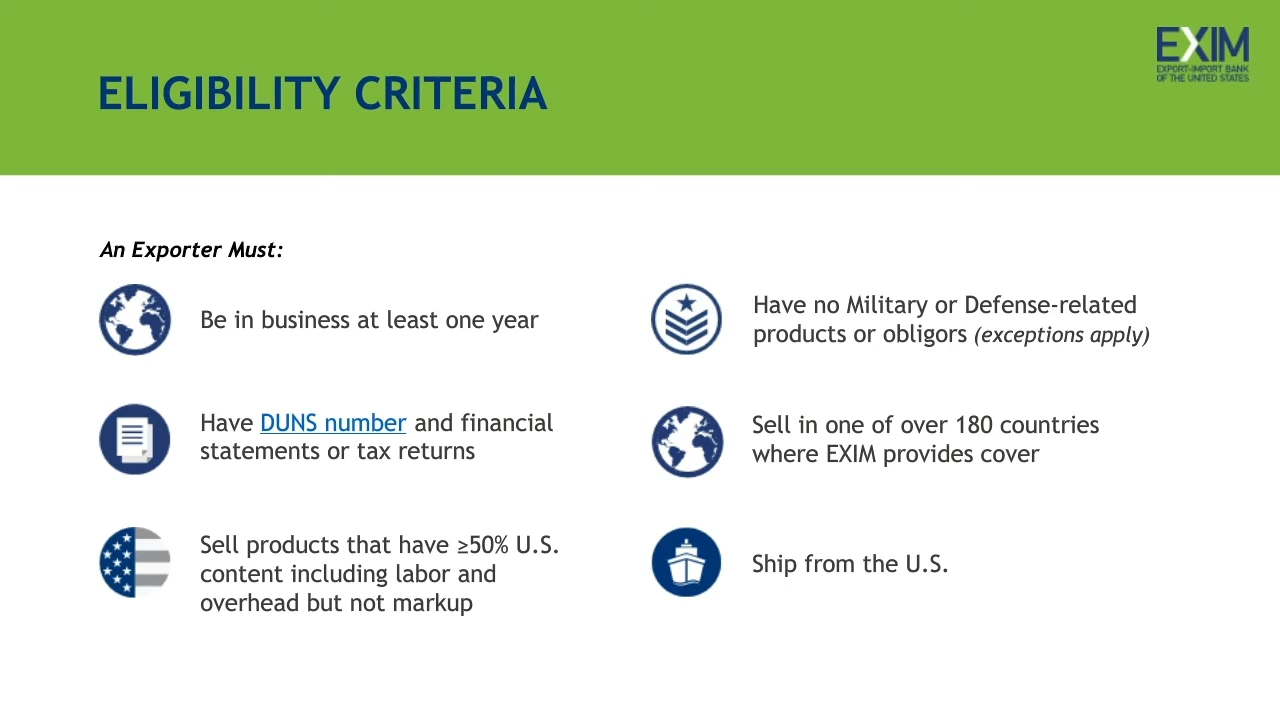 EXIM
EXPORT-IMPORT BANK
OF THE UNITED STATES
ELIGIBILITY CRITERIA
An Exporter Must:
Be in business at least one year
Have DUNS number and financial
statements or tax returns
Sell products that have ≥50% U.S.
content including labor and
overhead but not markup
Have no Military or Defense-related
products or obligors (exceptions apply)
Sell in one of over 180 countries
where EXIM provides cover
Ship from the U.S.